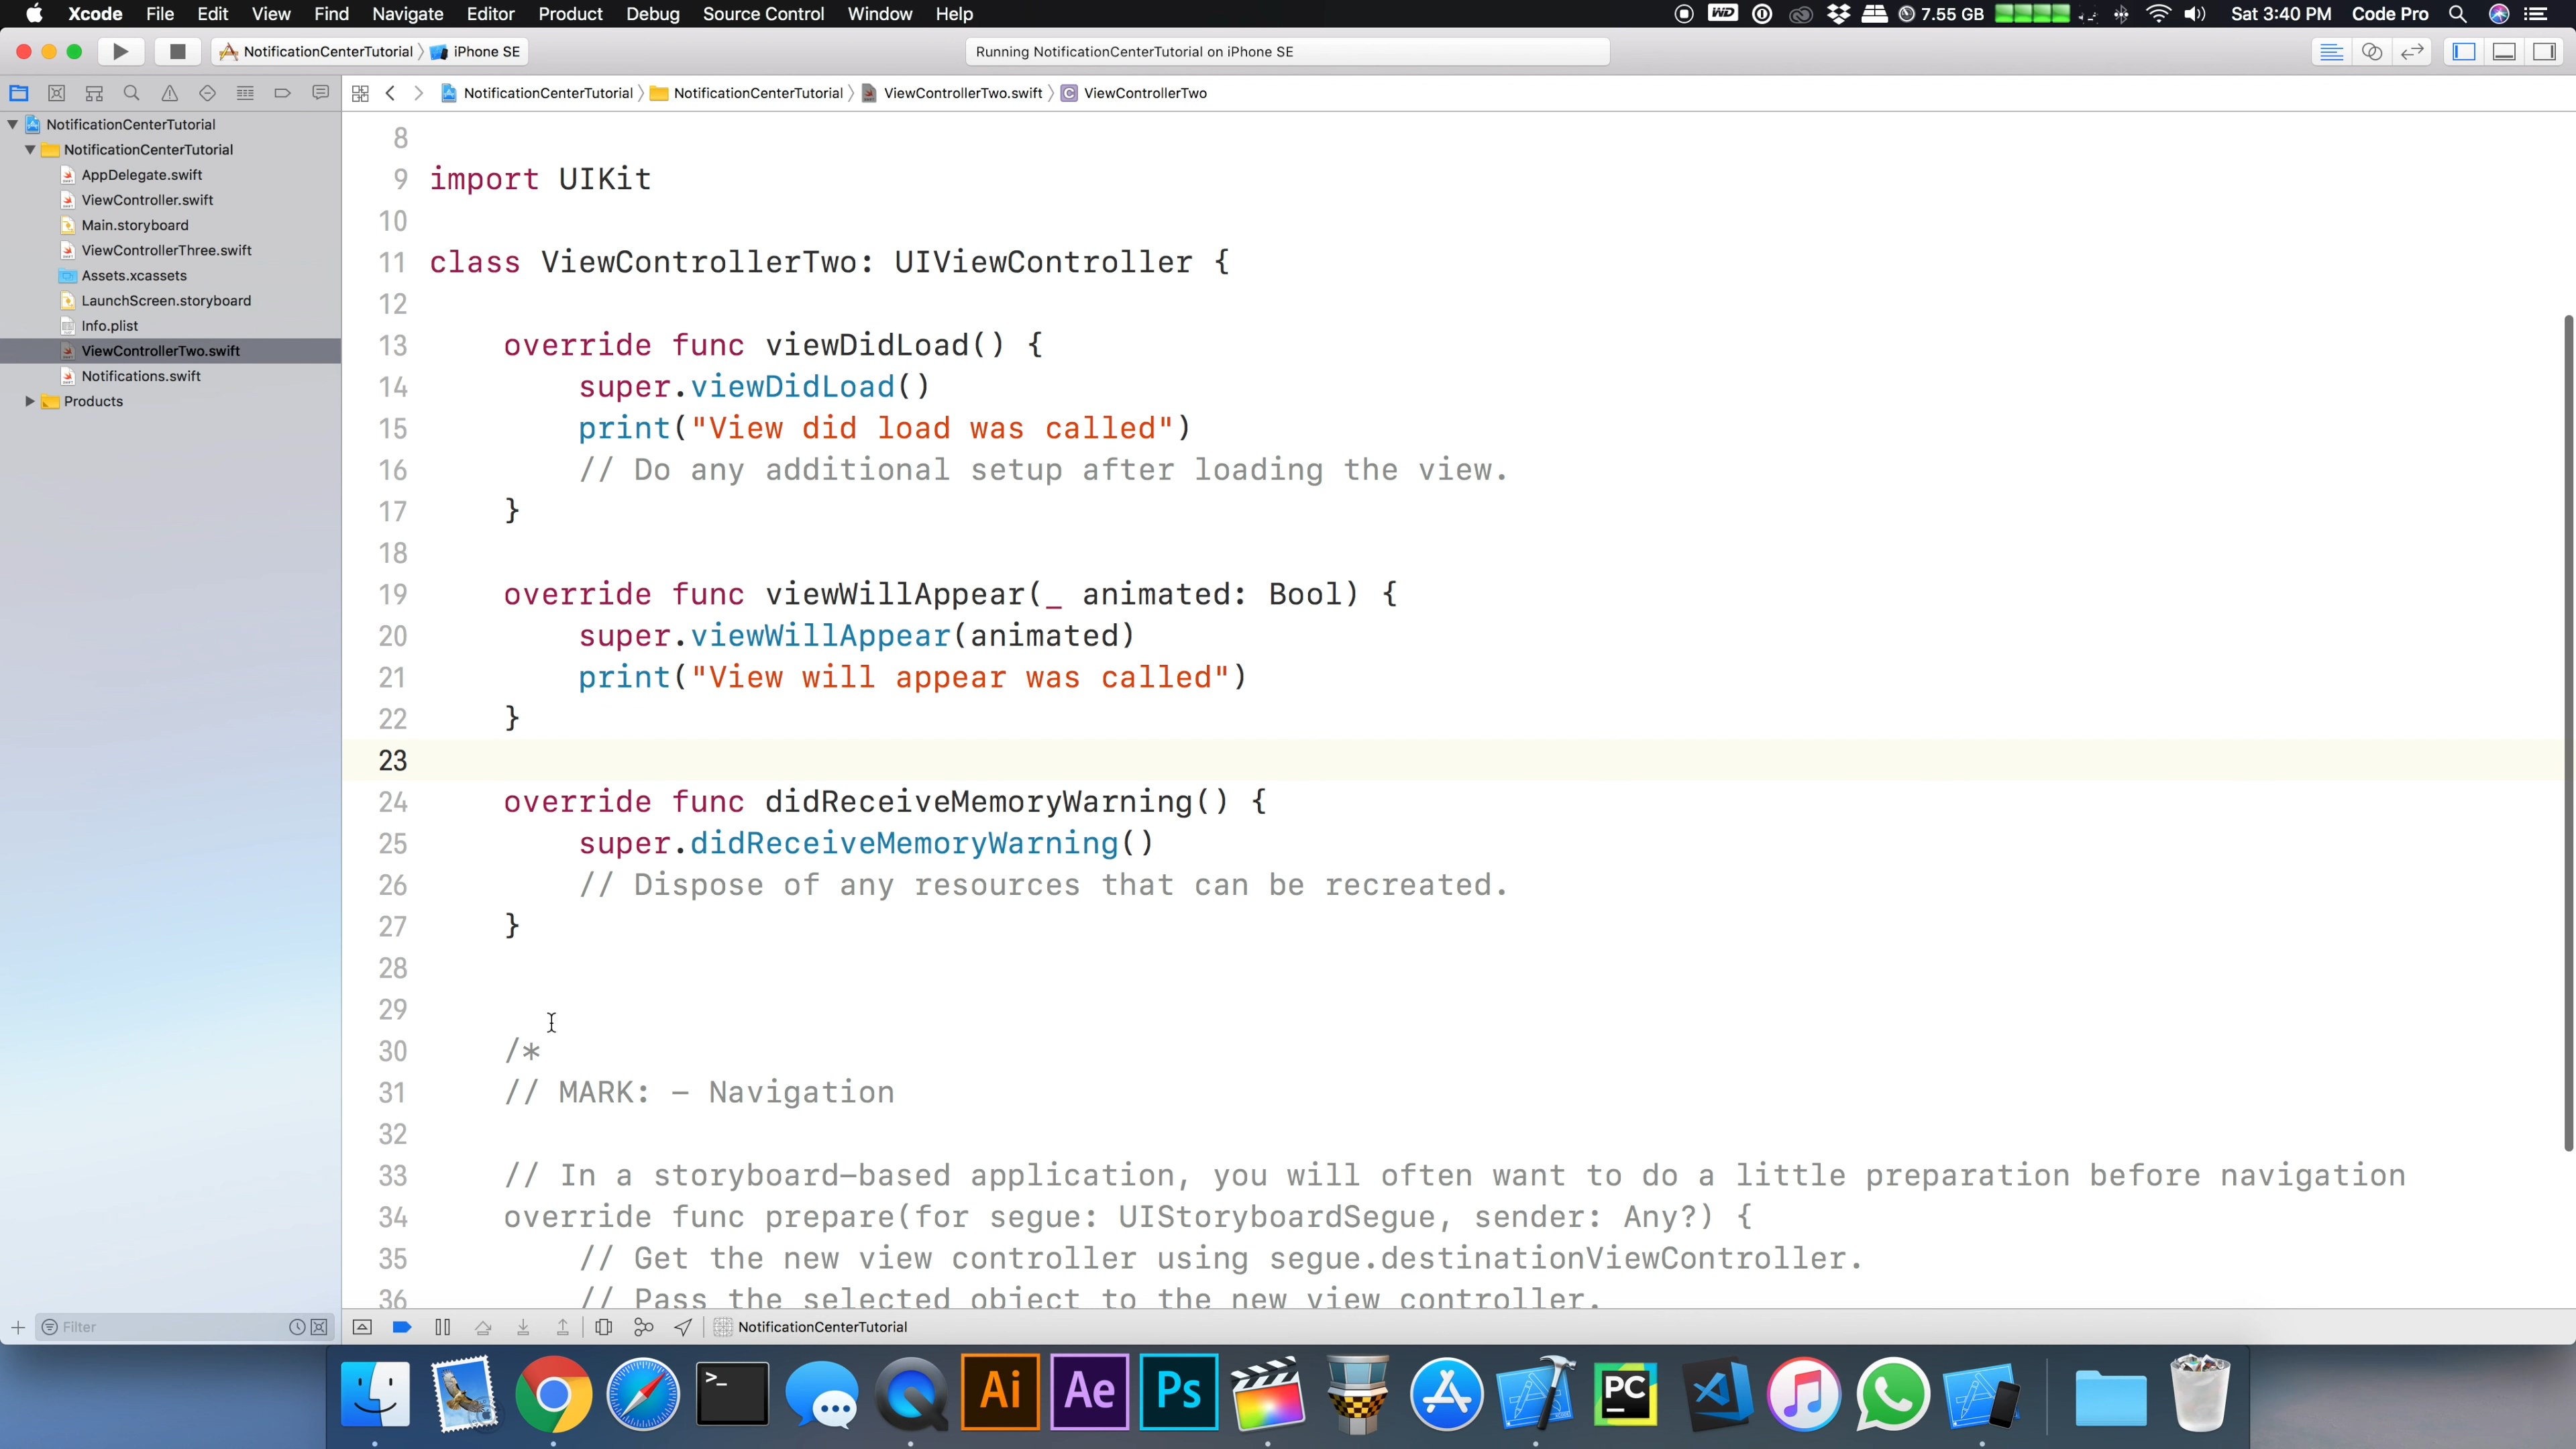 Xcode File Edit View Find Navigate Editor Product Debug Source Control Window Help WD 7.55 GB Sat 3:40 PM Code Pro
NotificationCenterTutorial iPhone SE Running NotificationCenterTutorial on iPhone SE
NotificationCenterTutorial NotificationCenterTutorial ViewControllerTwo.swift C ViewControllerTwo
NotificationCenterTutorial
NotificationCenterTutorial
AppDelegate.swift
ViewController.swift
Main.storyboard
ViewControllerThree.swift
Assets.xcassets
LaunchScreen.storyboard
Info.plist
ViewControllerTwo.swift
Notifications.swift
Products
8
9 import UIKit
10
11 class ViewControllerTwo: UIViewController {
12
13 override func viewDidLoad() {
14 super.viewDidLoad()
15 print("View did load was called")
16 // Do any additional setup after loading the view.
17 }
18
19 override func viewWillAppear(_ animated: Bool) {
20 super.viewWillAppear(animated)
21 print("View will appear was called")
22 }
23
24 override func didReceiveMemoryWarning() {
25 super.didReceiveMemoryWarning()
26 // Dispose of any resources that can be recreated.
27 }
28
29
30 /*
31 // MARK: - Navigation
32
33 // In a storyboard-based application, you will often want to do a little preparation before navigation
34 override func prepare(for segue: UIStoryboardSegue, sender: Any?) {
35 // Get the new view controller using segue.destinationViewController.
36 // Pass the selected object to the new view controller.
Filter NotificationCenterTutorial
>_ Ai Ae Ps PC